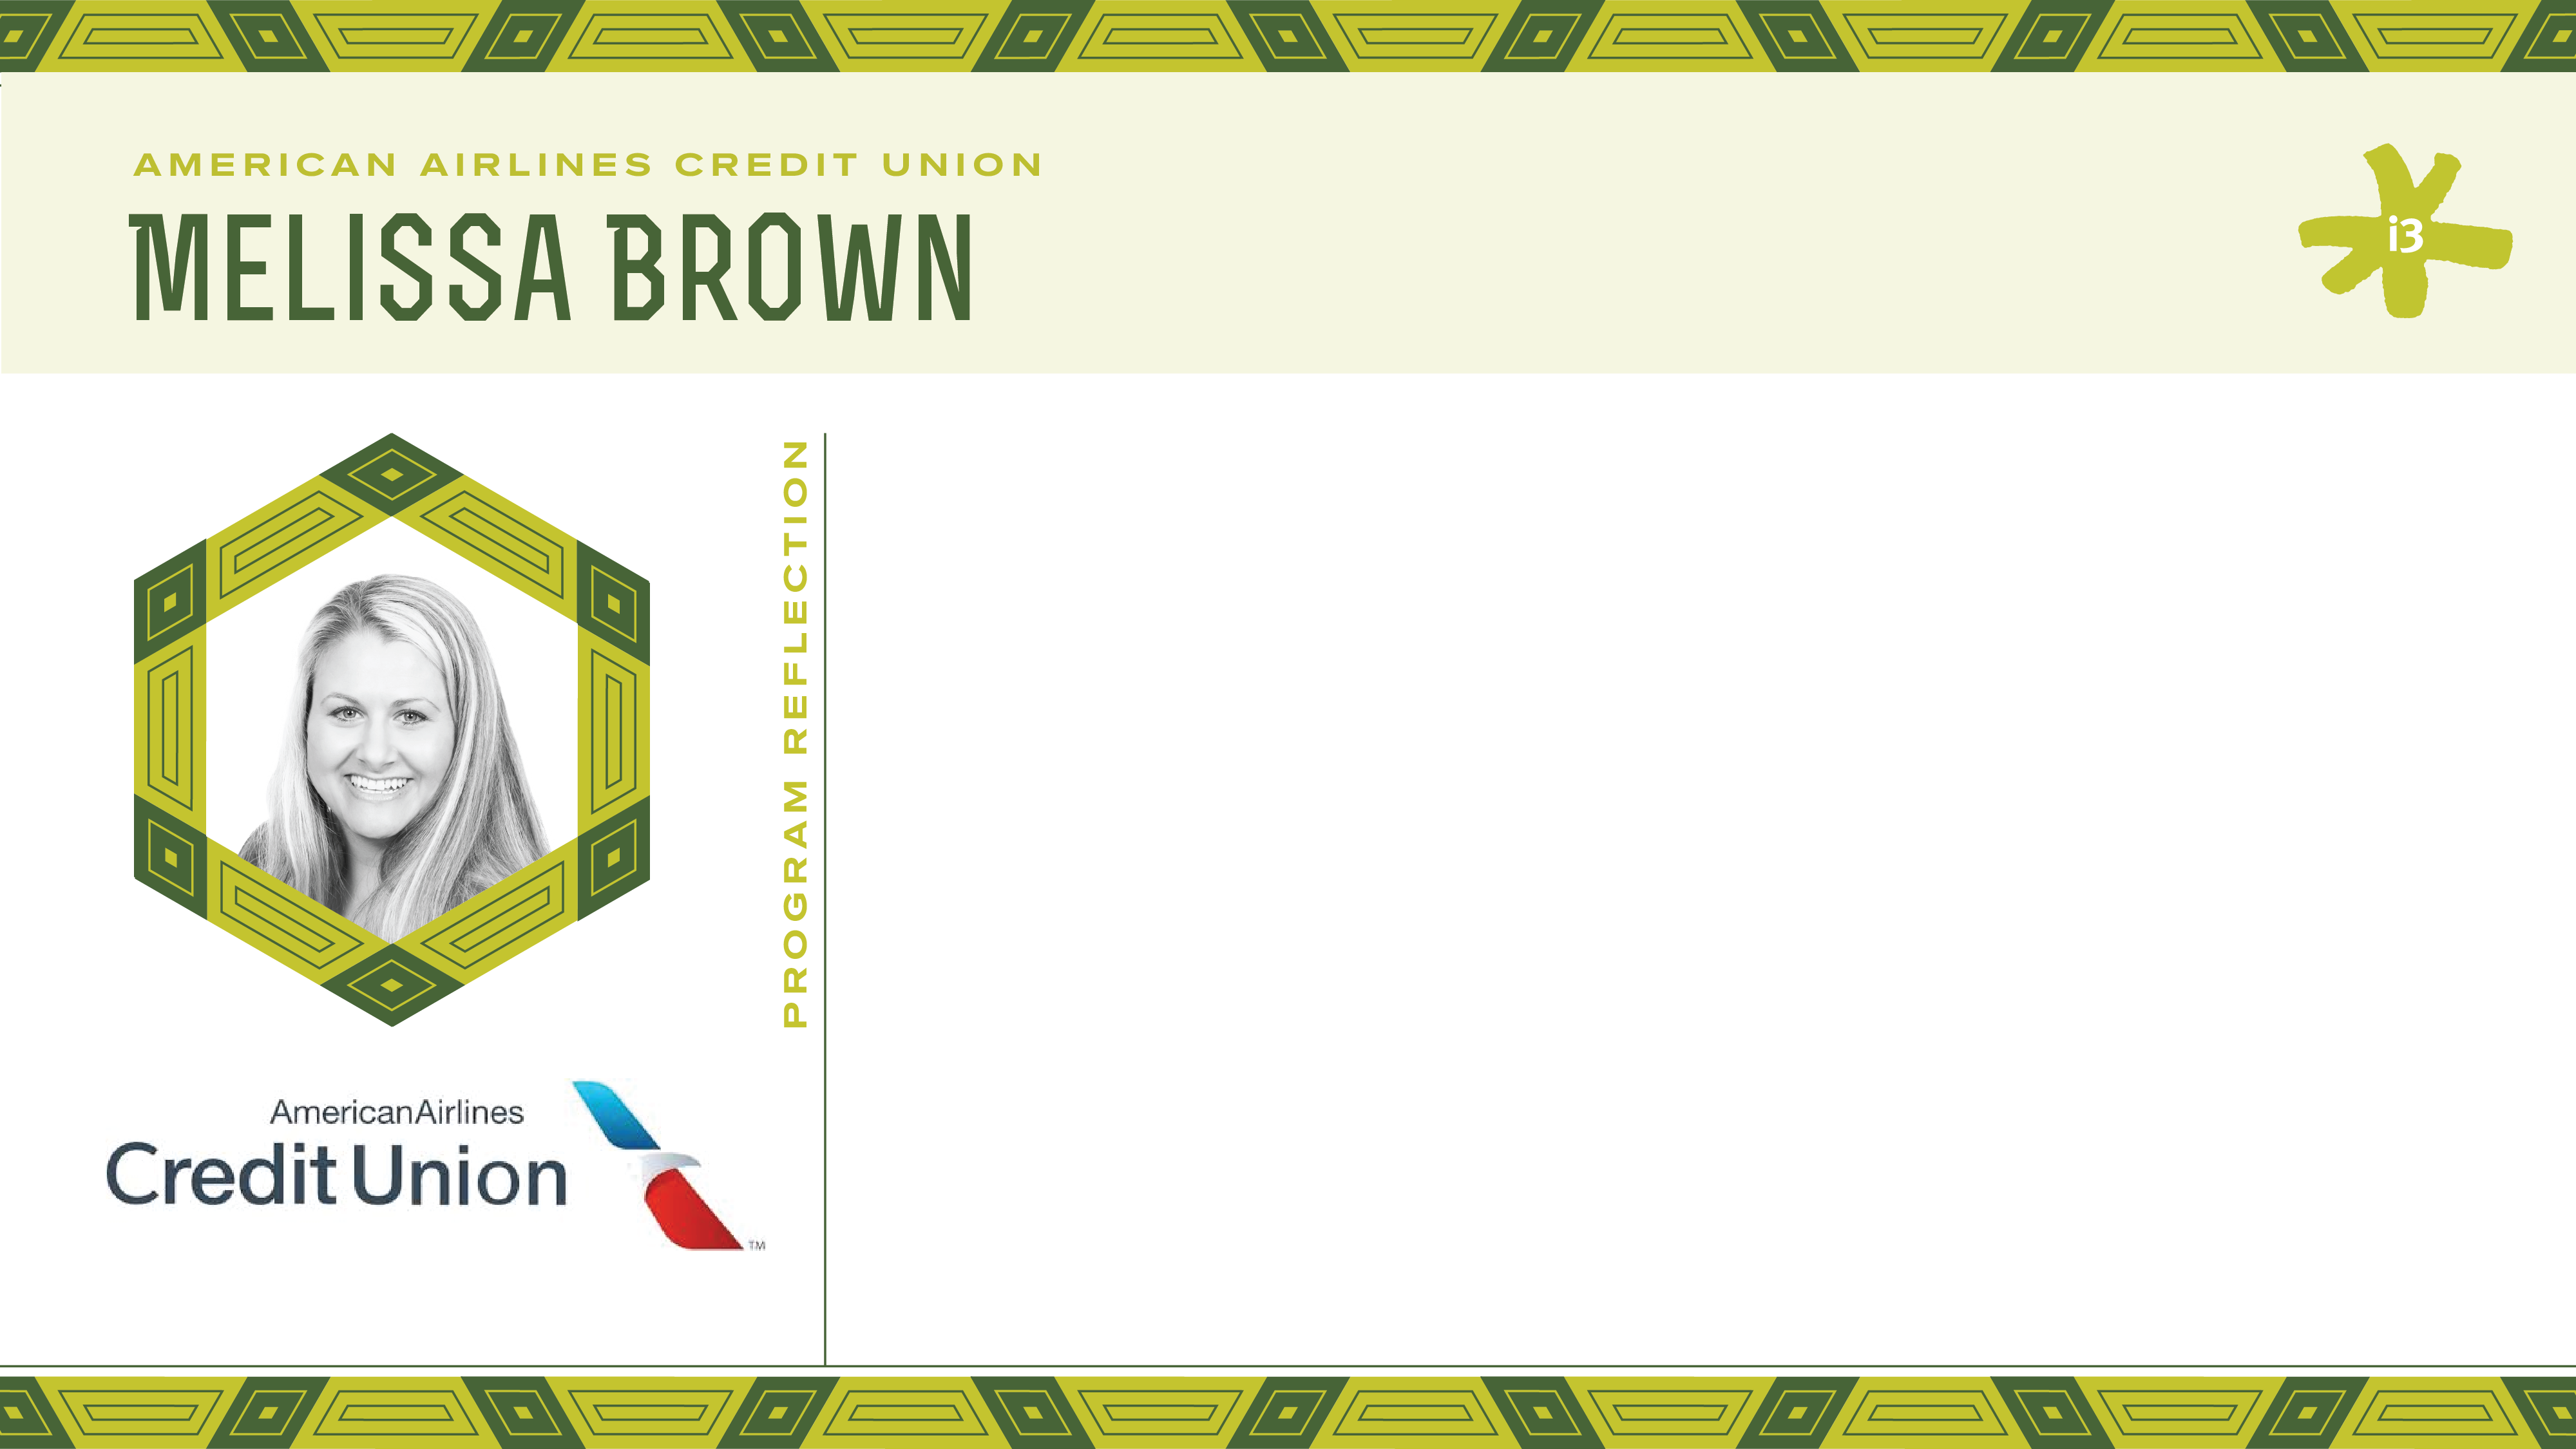 AMERICAN AIRLINES CREDIT UNION
MELISSA BROWN
i3
PROGRAM REFLECTION
AmericanAirlines
Credit Union
TM